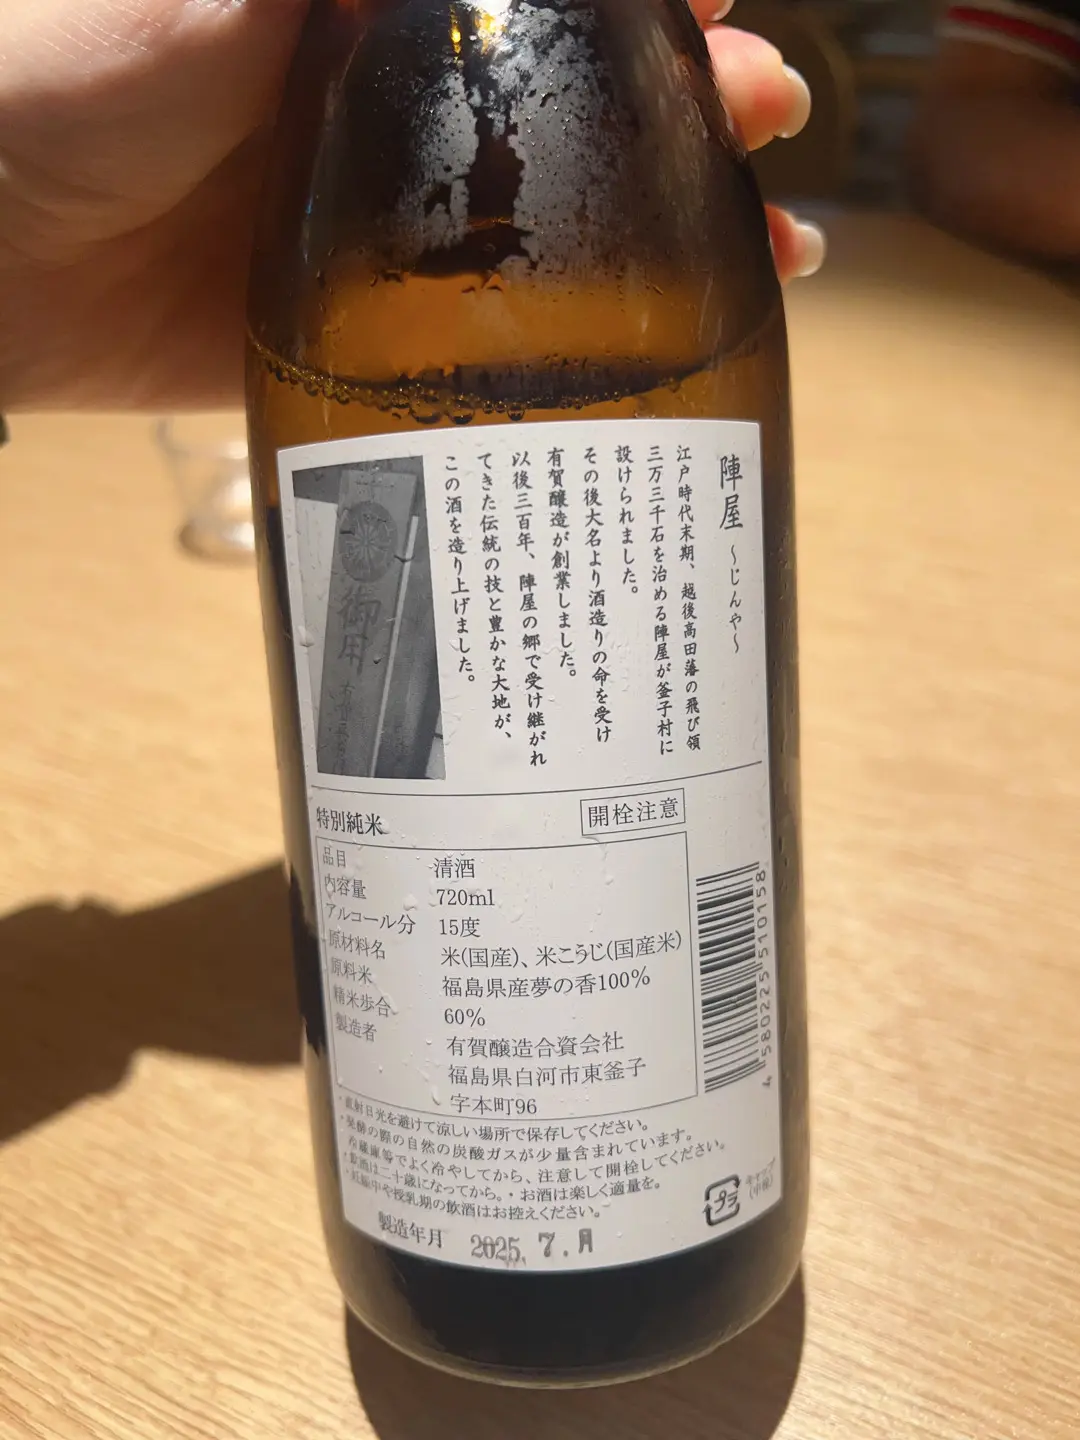 陣屋 〜じんや〜
江戸時代末期、越後高田藩の飛び領
三万三千石を治める陣屋が釜子村に
設けられました。
その後大名より酒造りの命を受け
有賀醸造が創業しました。
以後三百年、陣屋の郷で受け継がれ
てきた伝統の技と豊かな大地が、
この酒を造り上げました。
御用
特別純米
開栓注意
品目 清酒
内容量 720ml
アルコール分 15度
原材料名 米(国産)、米こうじ(国産米)
原料米 福島県産夢の香100%
精米歩合 60%
製造者 有賀醸造合資会社
福島県白河市東釜子
字本町96
4580225510158
・直射日光を避けて涼しい場所で保存してください。
・発酵の際の自然の炭酸ガスが少量含まれています。
冷蔵庫等でよく冷やしてから、注意して開栓してください。
・飲酒は二十歳になってから。・お酒は楽しく適量を。
・妊娠中や授乳期の飲酒はお控えください。
プラ
キャップ
(中栓)
製造年月 2025.7.月